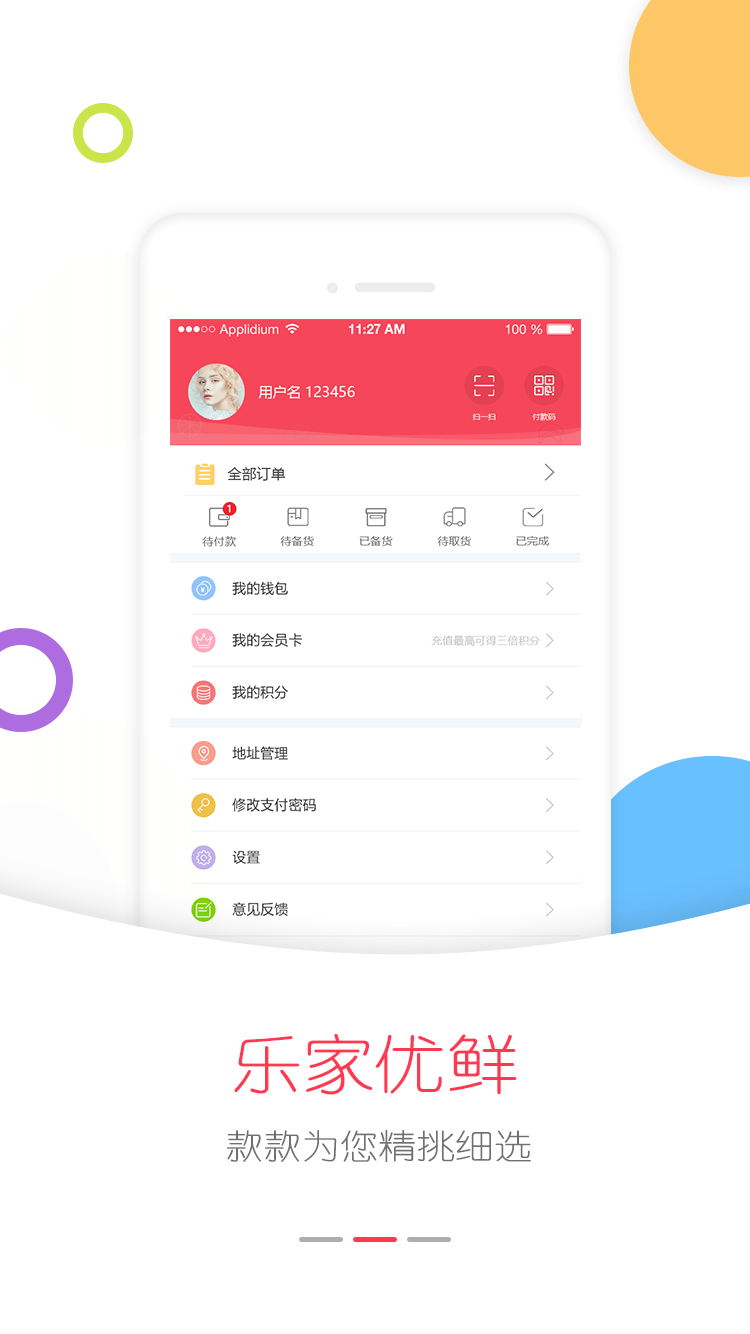 Applidium 11:27 AM 100 %
用户名 123456
扫一扫 付款码
全部订单
1
待付款 待备货 已备货 待取货 已完成
我的钱包
我的会员卡 充值最高可得三倍积分
我的积分
地址管理
修改支付密码
设置
意见反馈
乐家优鲜
款款为您精挑细选